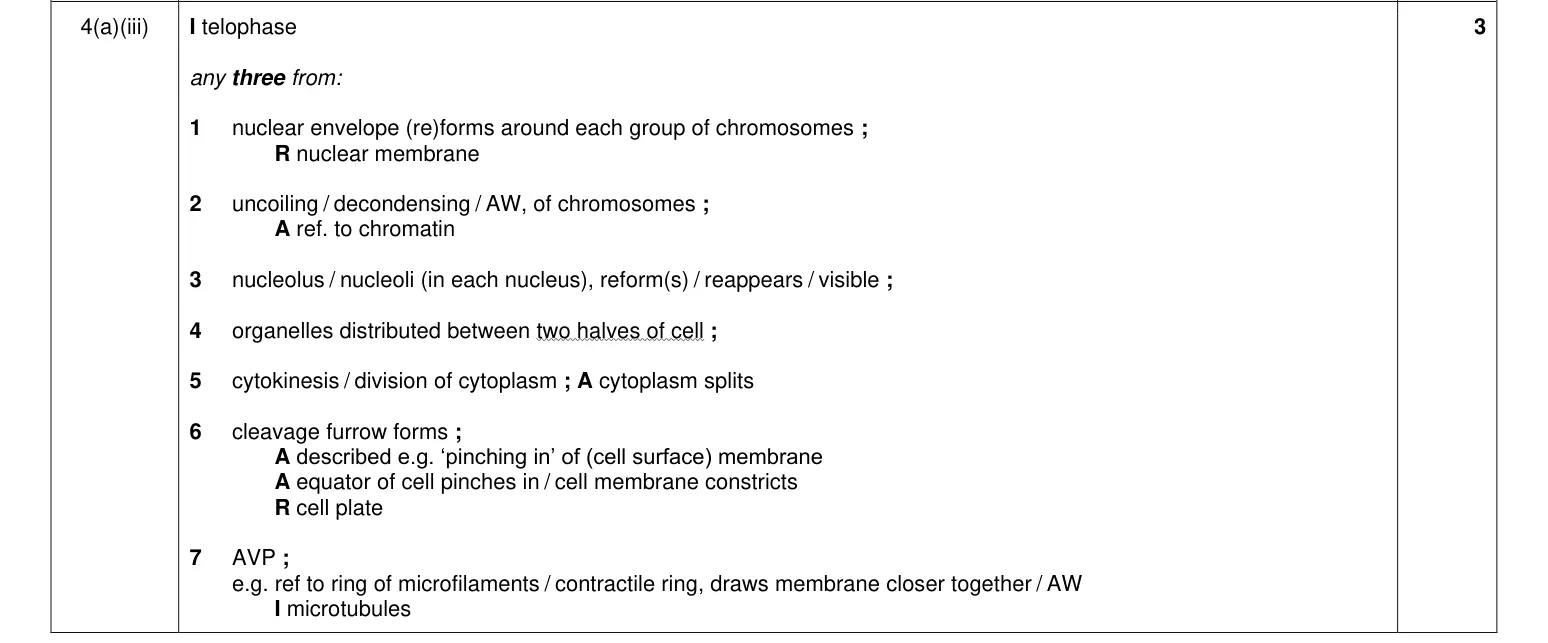 4(a)(iii) I telophase 3
any three from:
1 nuclear envelope (re)forms around each group of chromosomes ;
R nuclear membrane
2 uncoiling / decondensing / AW, of chromosomes ;
A ref. to chromatin
3 nucleolus / nucleoli (in each nucleus), reform(s) / reappears / visible ;
4 organelles distributed between two halves of cell ;
5 cytokinesis / division of cytoplasm ; A cytoplasm splits
6 cleavage furrow forms ;
A described e.g. ‘pinching in’ of (cell surface) membrane
A equator of cell pinches in / cell membrane constricts
R cell plate
7 AVP ;
e.g. ref to ring of microfilaments / contractile ring, draws membrane closer together / AW
I microtubules